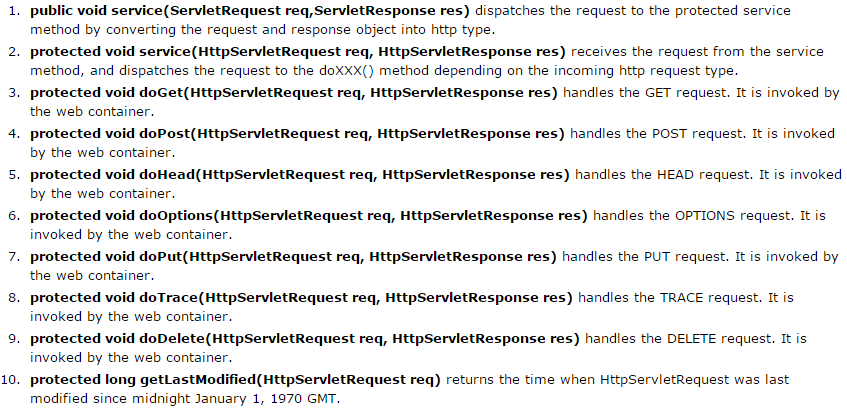 1. public void service(ServletRequest req,ServletResponse res) dispatches the request to the protected service
method by converting the request and response object into http type.
2. protected void service(HttpServletRequest req, HttpServletResponse res) receives the request from the service
method, and dispatches the request to the doXXX() method depending on the incoming http request type.
3. protected void doGet(HttpServletRequest req, HttpServletResponse res) handles the GET request. It is invoked by
the web container.
4. protected void doPost(HttpServletRequest req, HttpServletResponse res) handles the POST request. It is invoked
by the web container.
5. protected void doHead(HttpServletRequest req, HttpServletResponse res) handles the HEAD request. It is invoked
by the web container.
6. protected void doOptions(HttpServletRequest req, HttpServletResponse res) handles the OPTIONS request. It is
invoked by the web container.
7. protected void doPut(HttpServletRequest req, HttpServletResponse res) handles the PUT request. It is invoked by
the web container.
8. protected void doTrace(HttpServletRequest req, HttpServletResponse res) handles the TRACE request. It is
invoked by the web container.
9. protected void doDelete(HttpServletRequest req, HttpServletResponse res) handles the DELETE request. It is
invoked by the web container.
10. protected long getLastModified(HttpServletRequest req) returns the time when HttpServletRequest was last
modified since midnight January 1, 1970 GMT.